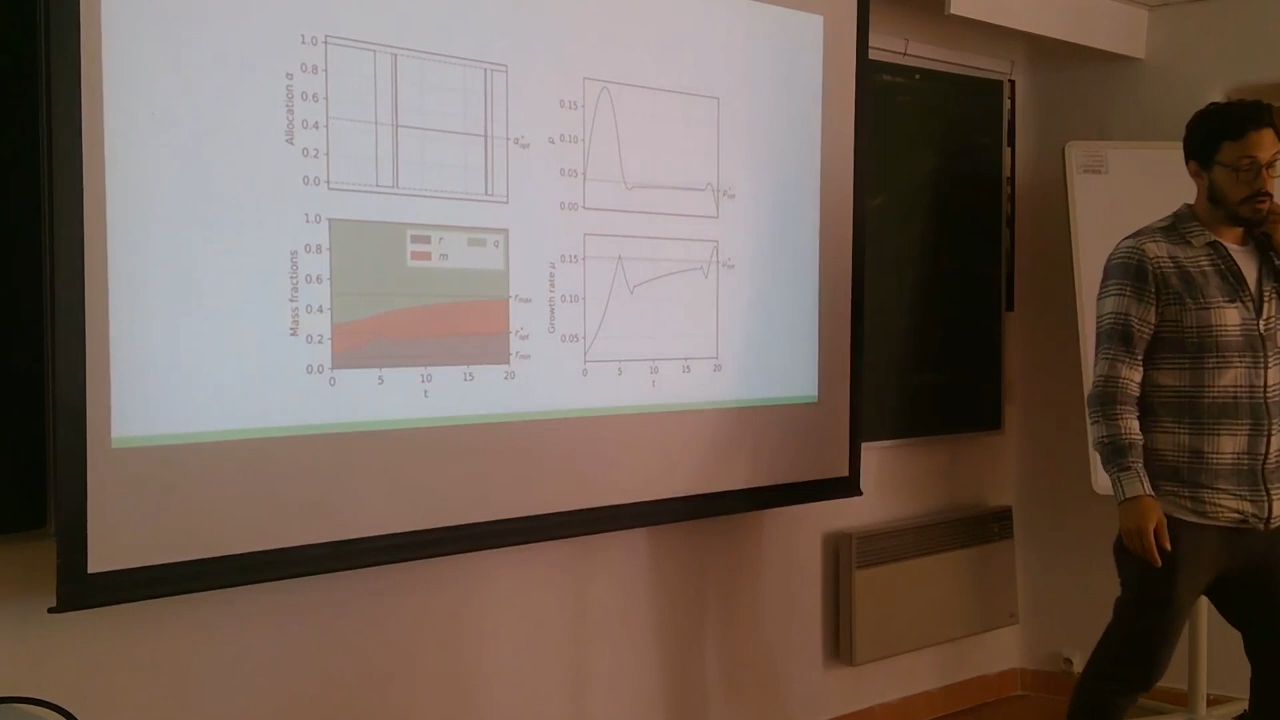 1.0
0.8
0.6
0.4
0.2
0.0
Allocation α
α*opt
0.15
0.10
0.05
0.00
p
p*opt
1.0
0.8
0.6
0.4
0.2
0.0
Mass fractions
r q
m
rmax
r*opt
rmin
0 5 10 15 20
t
0.15
0.10
0.05
Growth rate μ
μ*opt
0 5 10 15 20
t